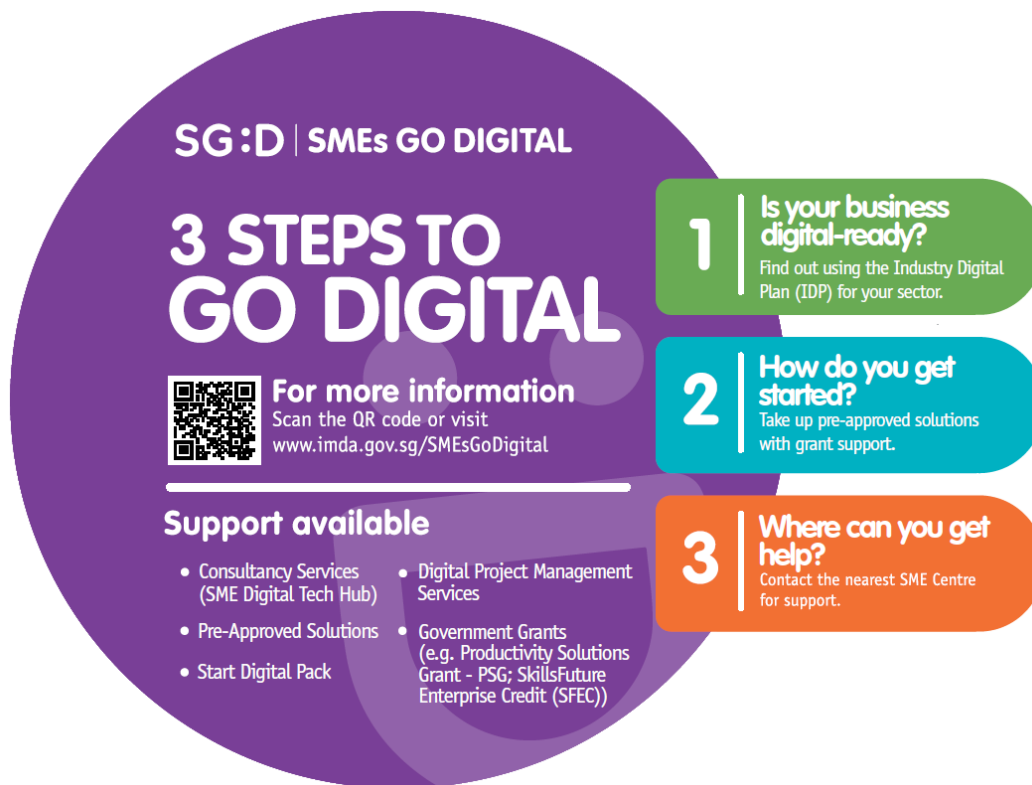 SG:D | SMEs GO DIGITAL
3 STEPS TO
GO DIGITAL
For more information
Scan the QR code or visit
www.imda.gov.sg/SMEsGoDigital
Support available
• Consultancy Services
(SME Digital Tech Hub)
• Pre-Approved Solutions
• Start Digital Pack
• Digital Project Management
Services
• Government Grants
(e.g. Productivity Solutions
Grant - PSG; SkillsFuture
Enterprise Credit (SFEC))
1
Is your business
digital-ready?
Find out using the Industry Digital
Plan (IDP) for your sector.
2
How do you get
started?
Take up pre-approved solutions
with grant support.
3
Where can you get
help?
Contact the nearest SME Centre
for support.